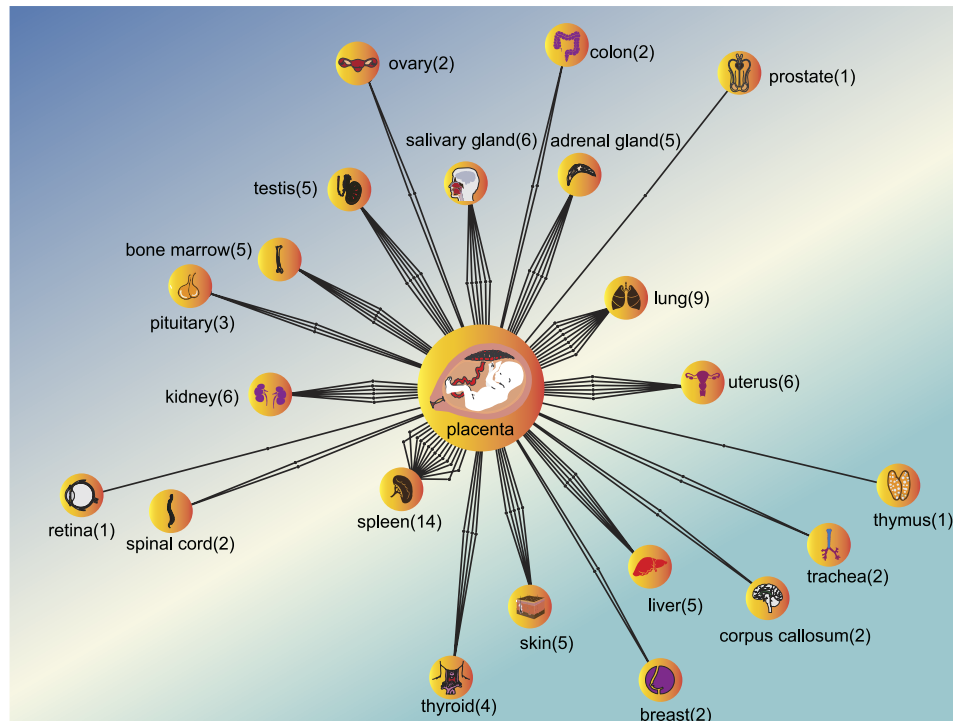 ovary(2)
colon(2)
prostate(1)
salivary gland(6)
adrenal gland(5)
testis(5)
bone marrow(5)
lung(9)
pituitary(3)
kidney(6)
uterus(6)
placenta
retina(1)
spinal cord(2)
spleen(14)
thymus(1)
trachea(2)
liver(5)
corpus callosum(2)
skin(5)
thyroid(4)
breast(2)